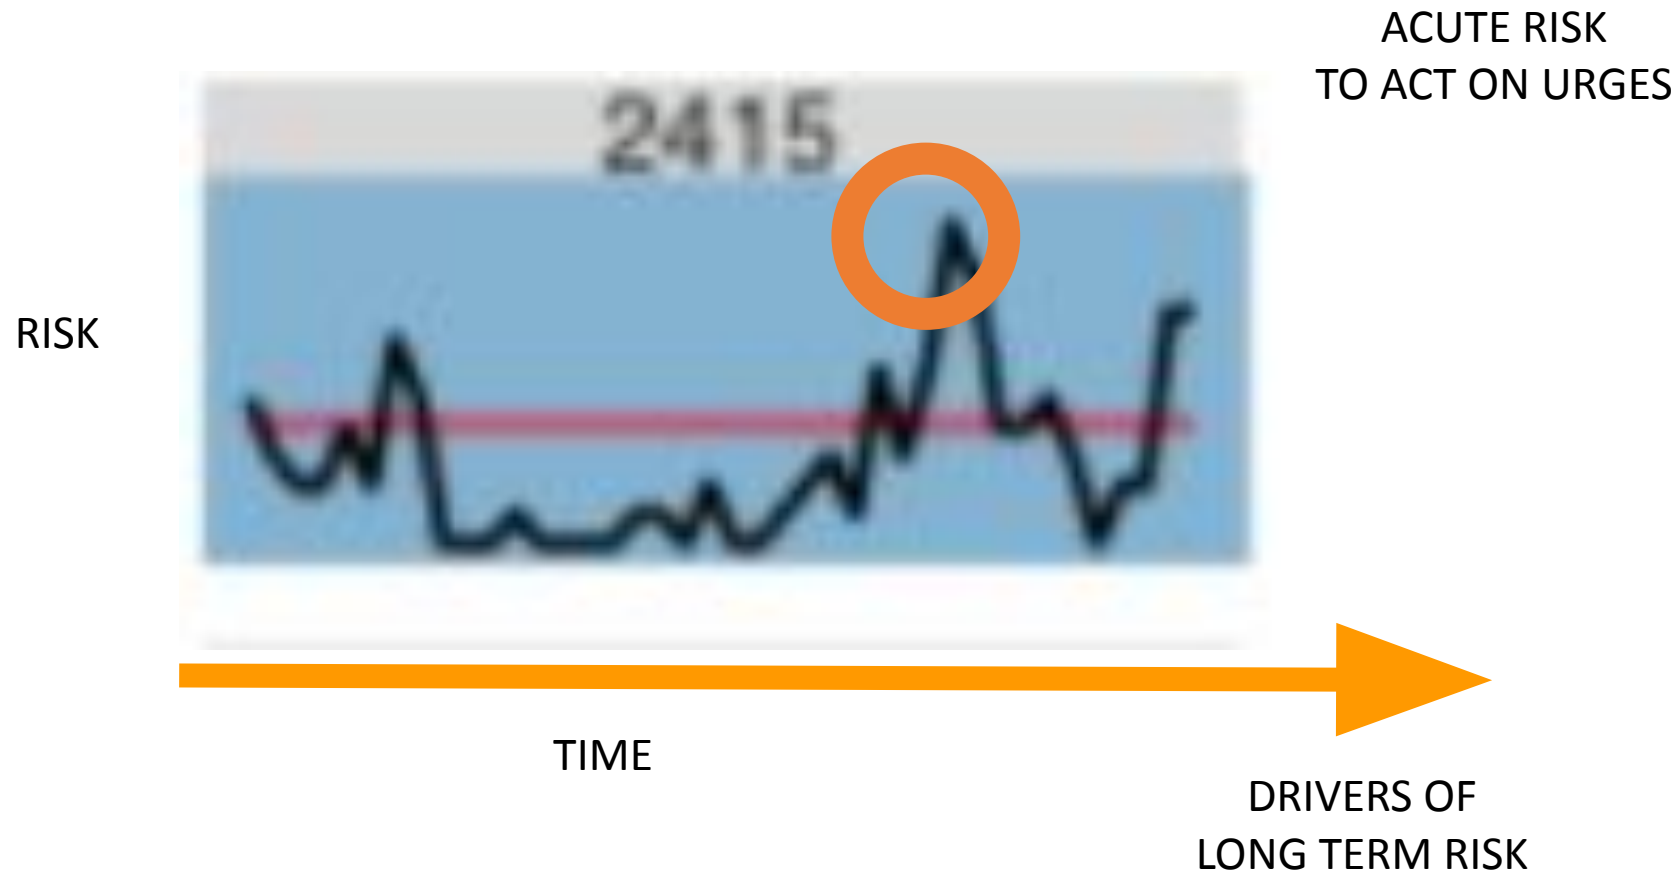 ACUTE RISK
TO ACT ON URGES
2415
RISK
TIME
DRIVERS OF
LONG TERM RISK